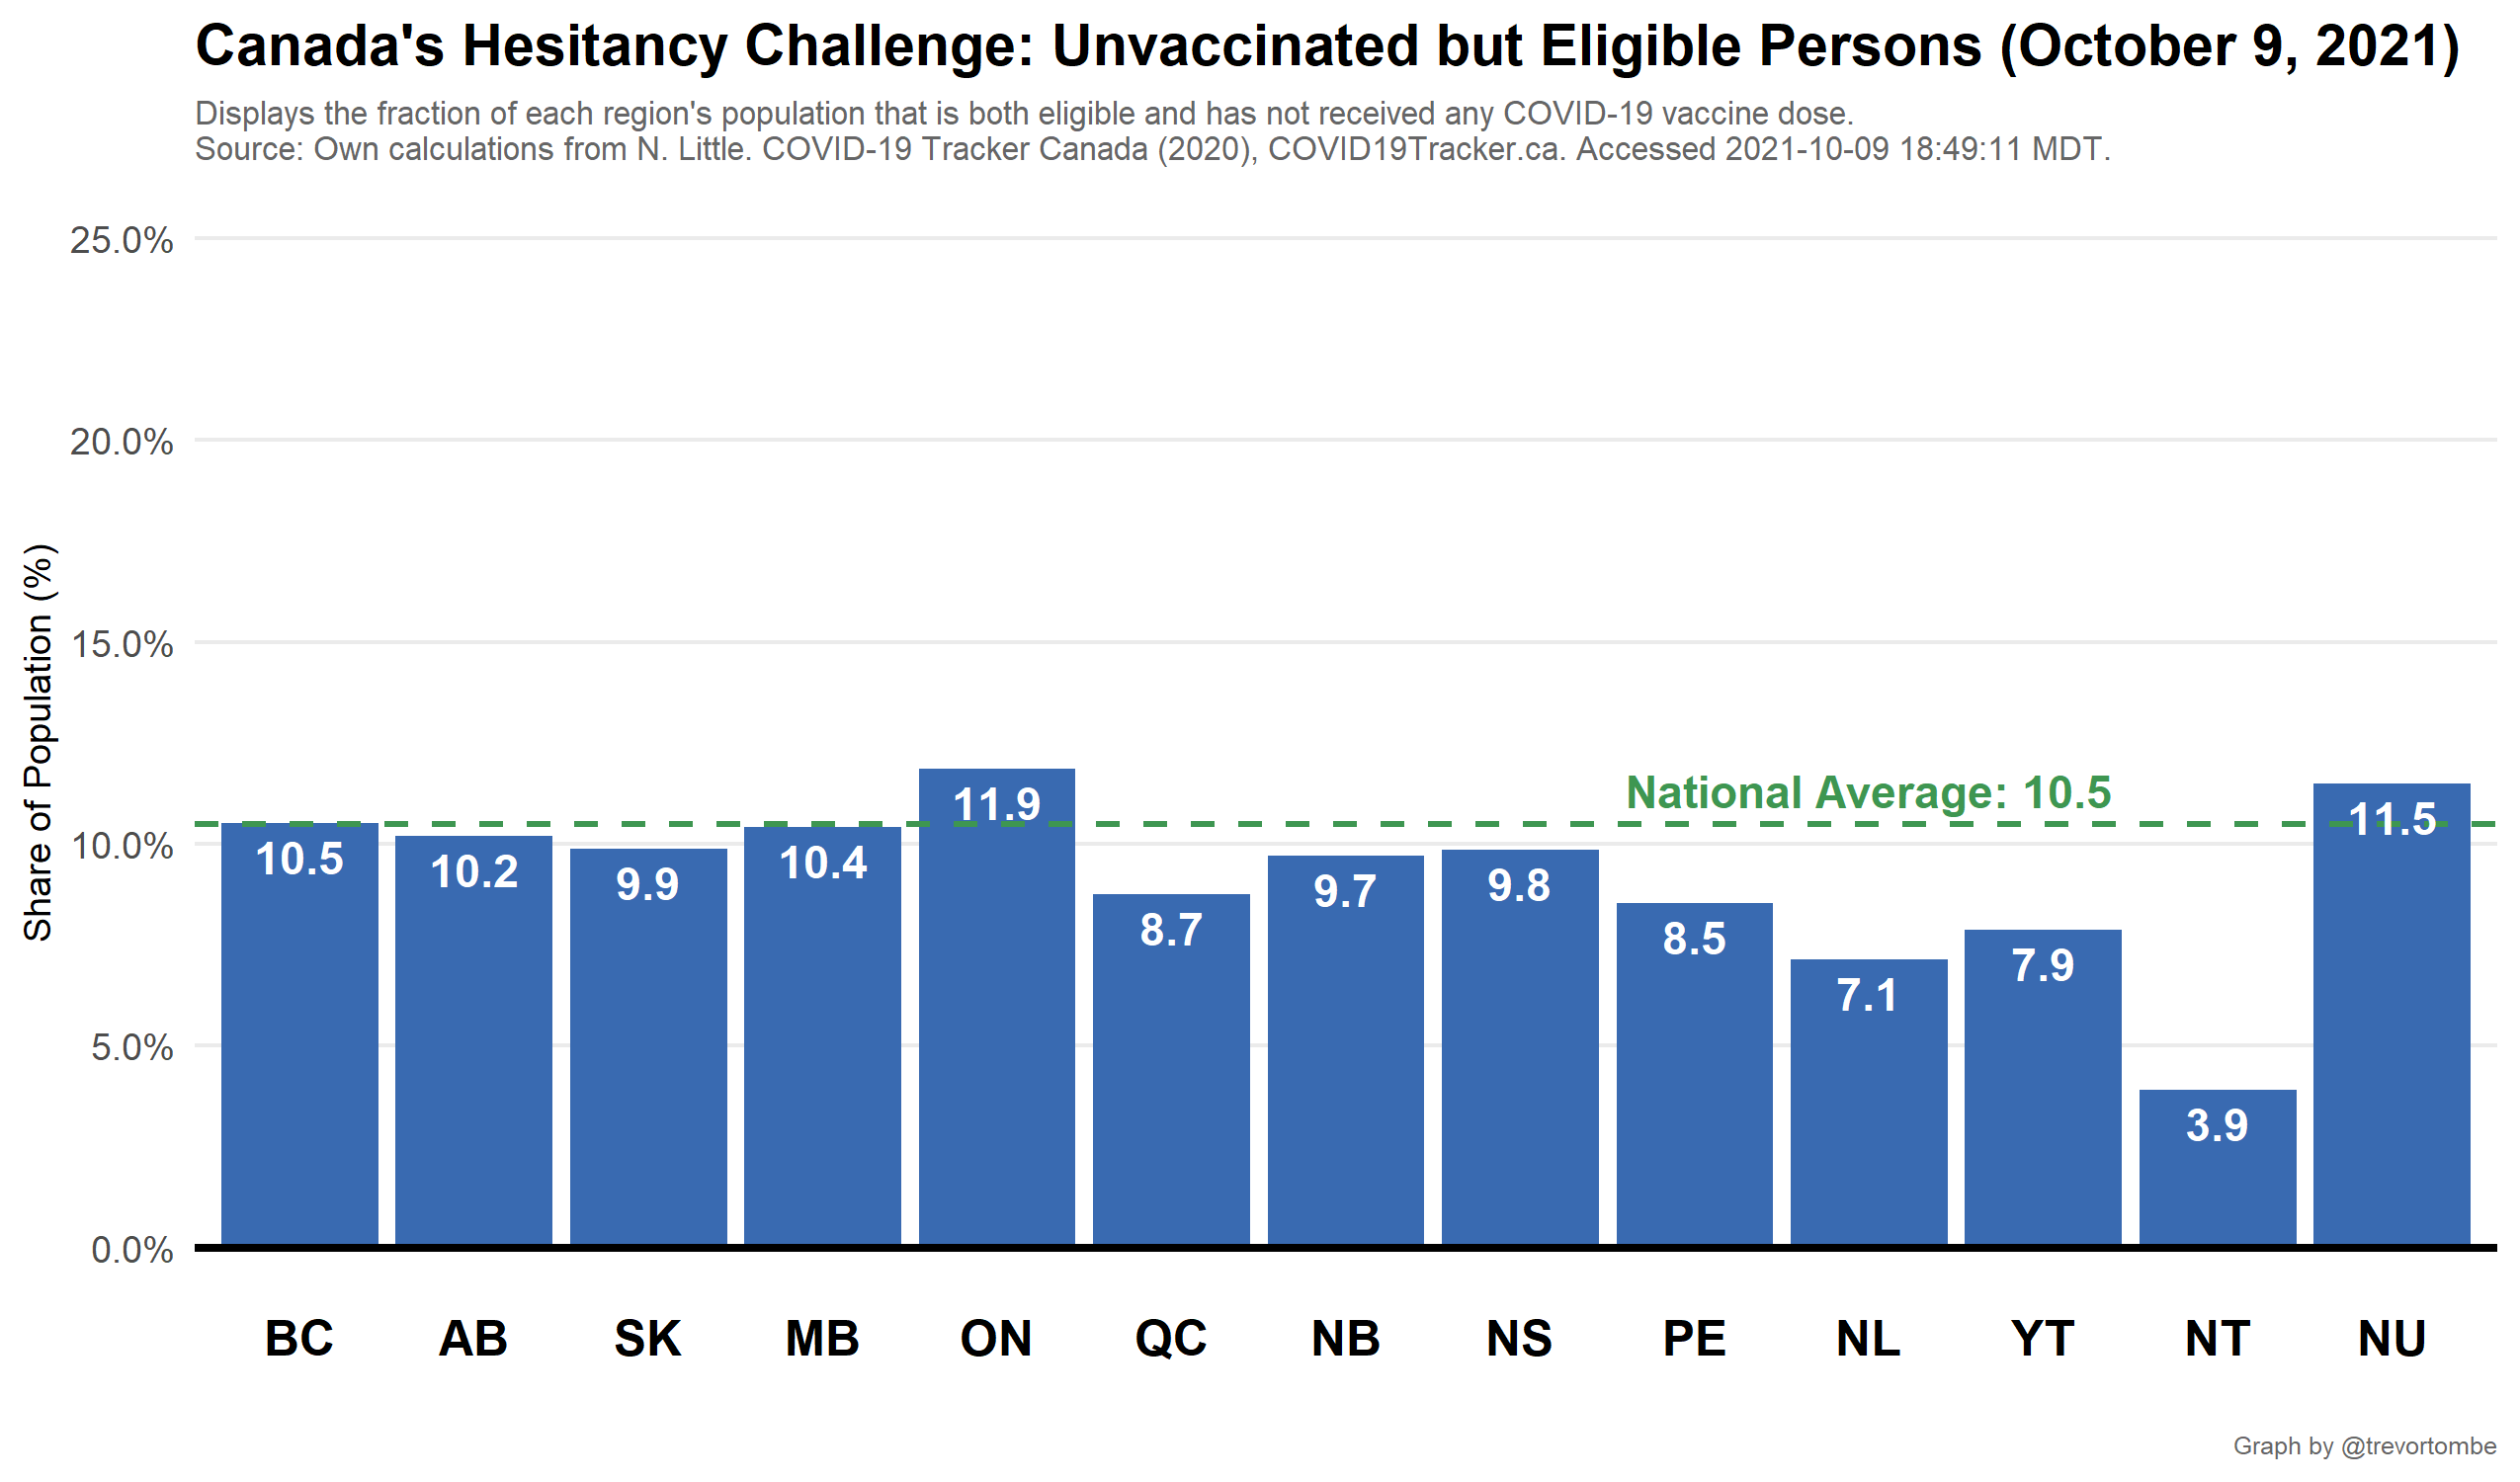 Canada's Hesitancy Challenge: Unvaccinated but Eligible Persons (October 9, 2021)
Displays the fraction of each region's population that is both eligible and has not received any COVID-19 vaccine dose.
Source: Own calculations from N. Little. COVID-19 Tracker Canada (2020), COVID19Tracker.ca. Accessed 2021-10-09 18:49:11 MDT.
Share of Population (%)
25.0%
20.0%
15.0%
10.0%
5.0%
0.0%
National Average: 10.5
10.5 10.2 9.9 10.4 11.9 8.7 9.7 9.8 8.5 7.1 7.9 3.9 11.5
BC AB SK MB ON QC NB NS PE NL YT NT NU
Graph by @trevortombe